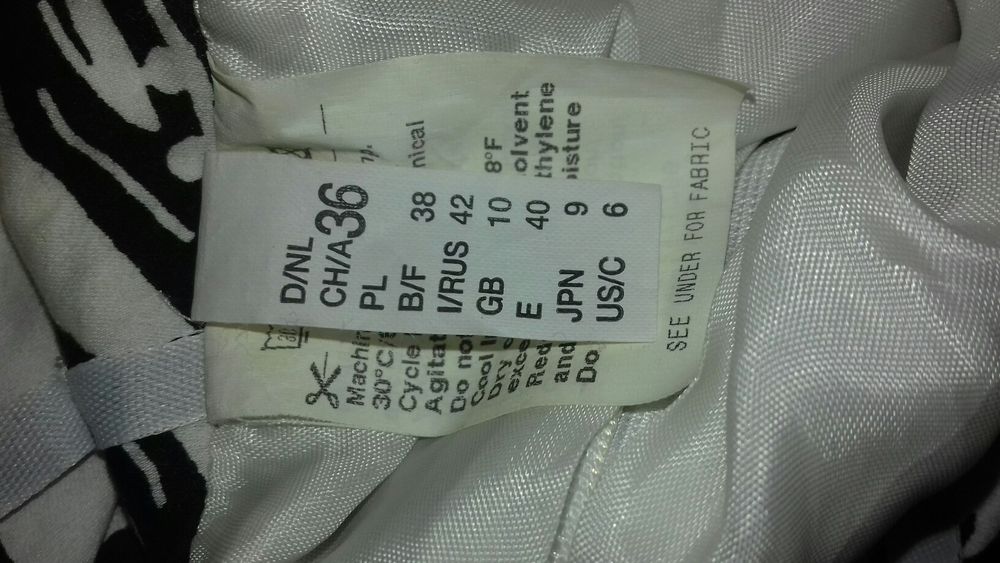 D/NL
CH/A 36
PL
B/F 38
I/RUS 42
GB 10
E 40
JPN 9
US/C 6
Machin
30°C/
Cycle
Agitat
Do no
Cool
Dry
exce
Red
and
Do
nical
8°F
olvent
thylene
oisture
SEE UNDER FOR FABRIC